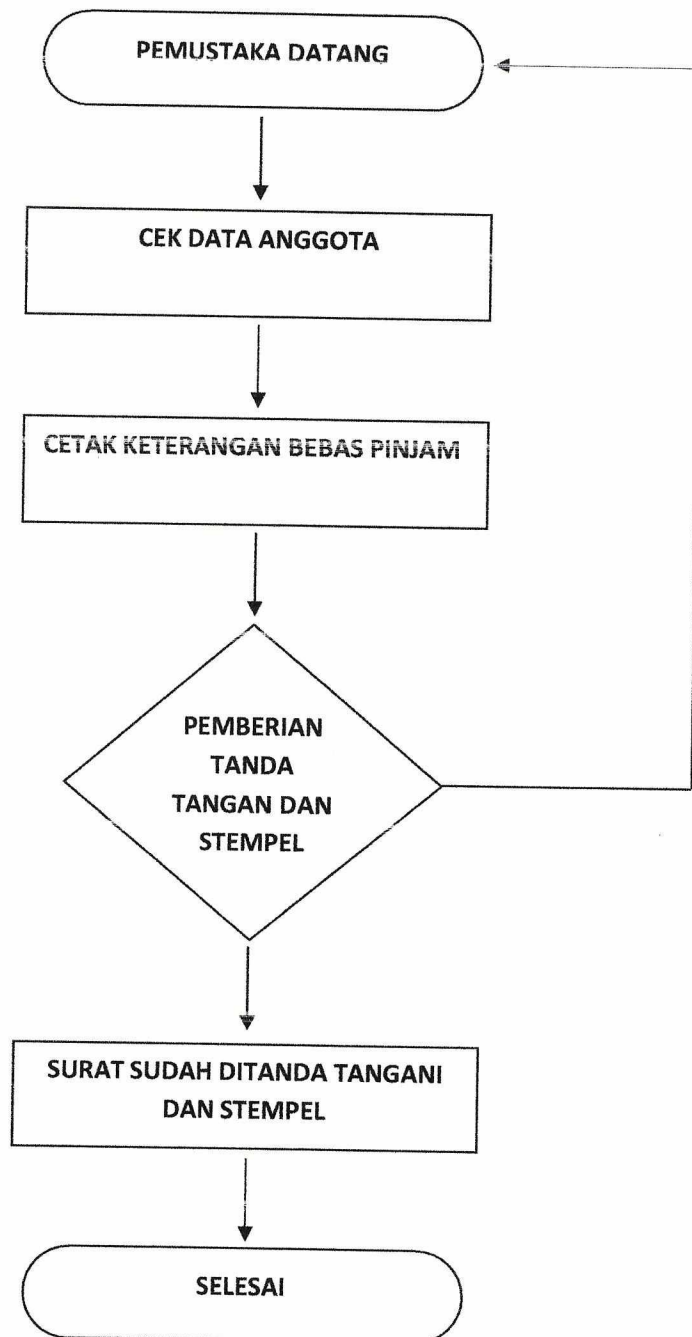 PEMUSTAKA DATANG
CEK DATA ANGGOTA
CETAK KETERANGAN BEBAS PINJAM
PEMBERIAN
TANDA
TANGAN DAN
STEMPEL
SURAT SUDAH DITANDA TANGANI
DAN STEMPEL
SELESAI